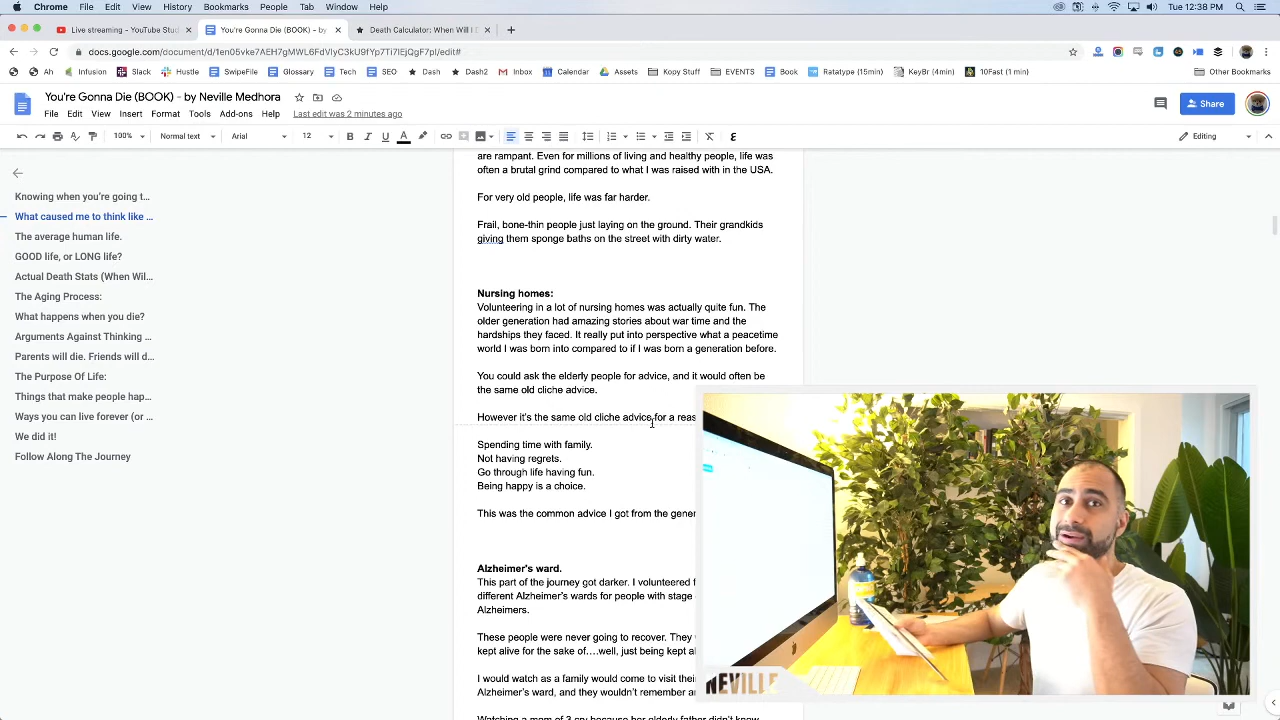 Chrome File Edit View History Bookmarks People Tab Window Help
Tue 12:38 PM
Live streaming - YouTube Stud
You're Gonna Die (BOOK) - by
Death Calculator: When Will I
docs.google.com/document/d/1en05vke7AEH7gMWL6FdVIyC3kU9fYp7Ti7IEjQgF7pI/edit#
Ah Infusion Slack Hustle SwipeFile Glossary Tech SEO Dash Dash2 Inbox Calendar Assets Kopy Stuff EVENTS Book Ratatype (15min) KeyBr (4min) 10Fast (1 min) Other Bookmarks
You're Gonna Die (BOOK) - by Neville Medhora
File Edit View Insert Format Tools Add-ons Help Last edit was 2 minutes ago
Share
100% Normal text Arial 12 B I U A Editing
Knowing when you're going t...
What caused me to think like ...
The average human life.
GOOD life, or LONG life?
Actual Death Stats (When Wil...
The Aging Process:
What happens when you die?
Arguments Against Thinking ...
Parents will die. Friends will d...
The Purpose Of Life:
Things that make people hap...
Ways you can live forever (or ...
We did it!
Follow Along The Journey
are rampant. Even for millions of living and healthy people, life was
often a brutal grind compared to what I was raised with in the USA.
For very old people, life was far harder.
Frail, bone-thin people just laying on the ground. Their grandkids
giving them sponge baths on the street with dirty water.
Nursing homes:
Volunteering in a lot of nursing homes was actually quite fun. The
older generation had amazing stories about war time and the
hardships they faced. It really put into perspective what a peacetime
world I was born into compared to if I was born a generation before.
You could ask the elderly people for advice, and it would often be
the same old cliche advice.
However it's the same old cliche advice for a reas
Spending time with family.
Not having regrets.
Go through life having fun.
Being happy is a choice.
This was the common advice I got from the gener
Alzheimer's ward.
This part of the journey got darker. I volunteered f
different Alzheimer's wards for people with stage
Alzheimers.
These people were never going to recover. They
kept alive for the sake of....well, just being kept al
I would watch as a family would come to visit thei
Alzheimer's ward, and they wouldn't remember a
Watching a mom of 3 cry because her elderly father didn't know
NEVILLE